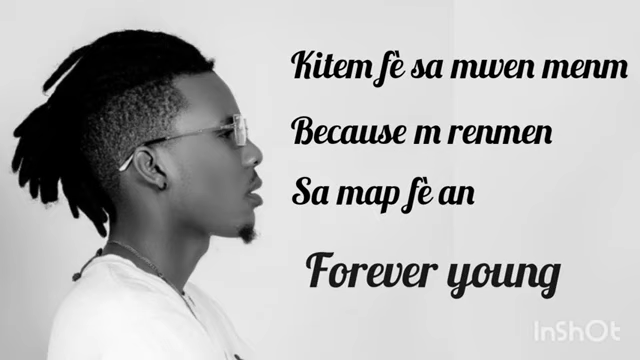 Kitem fè sa mwen menm
Because m renmen
Sa map fè an
Forever young
InShOt